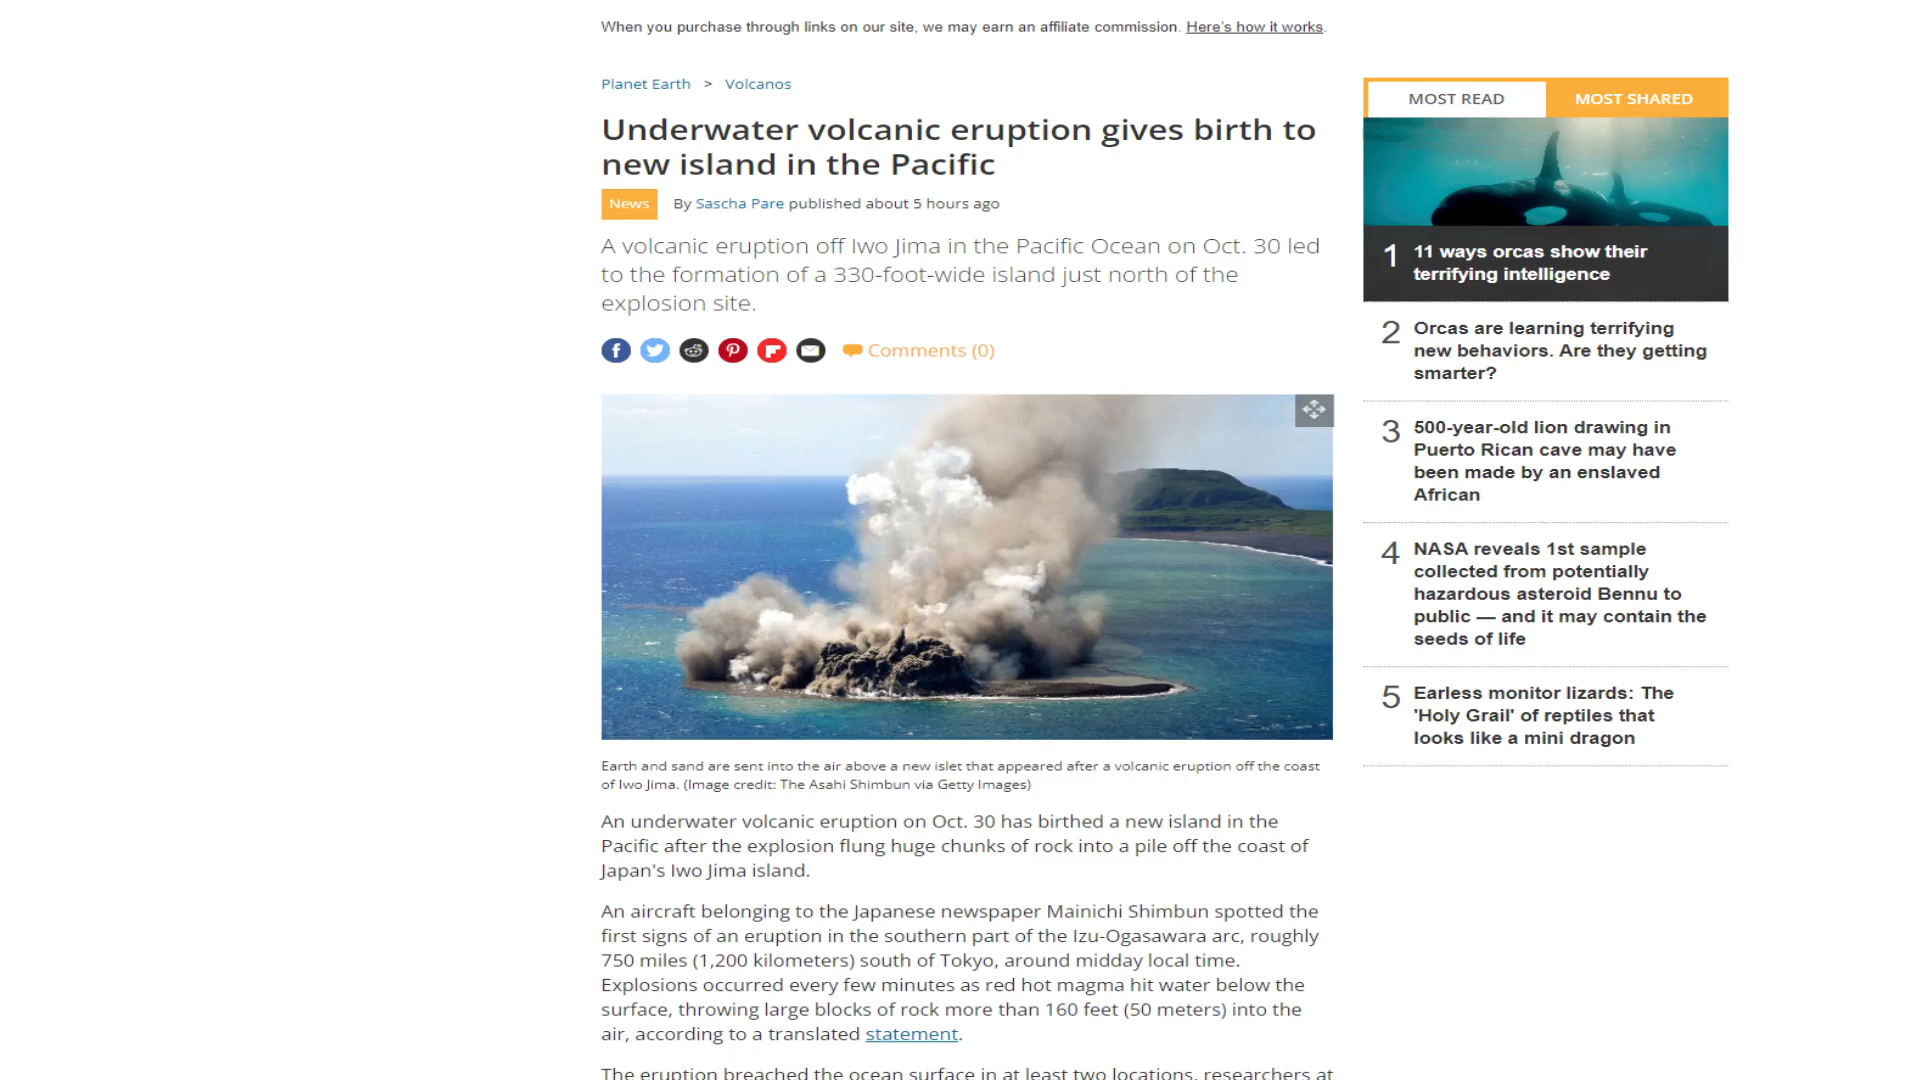 When you purchase through links on our site, we may earn an affiliate commission. Here's how it works.
Planet Earth > Volcanos
Underwater volcanic eruption gives birth to
new island in the Pacific
News By Sascha Pare published about 5 hours ago
A volcanic eruption off Iwo Jima in the Pacific Ocean on Oct. 30 led
to the formation of a 330-foot-wide island just north of the
explosion site.
Comments (0)
Earth and sand are sent into the air above a new islet that appeared after a volcanic eruption off the coast
of Iwo Jima. (Image credit: The Asahi Shimbun via Getty Images)
An underwater volcanic eruption on Oct. 30 has birthed a new island in the
Pacific after the explosion flung huge chunks of rock into a pile off the coast of
Japan's Iwo Jima island.
An aircraft belonging to the Japanese newspaper Mainichi Shimbun spotted the
first signs of an eruption in the southern part of the Izu-Ogasawara arc, roughly
750 miles (1,200 kilometers) south of Tokyo, around midday local time.
Explosions occurred every few minutes as red hot magma hit water below the
surface, throwing large blocks of rock more than 160 feet (50 meters) into the
air, according to a translated statement.
The eruption breached the ocean surface in at least two locations, researchers at
MOST READ MOST SHARED
1 11 ways orcas show their
terrifying intelligence
2 Orcas are learning terrifying
new behaviors. Are they getting
smarter?
3 500-year-old lion drawing in
Puerto Rican cave may have
been made by an enslaved
African
4 NASA reveals 1st sample
collected from potentially
hazardous asteroid Bennu to
public — and it may contain the
seeds of life
5 Earless monitor lizards: The
'Holy Grail' of reptiles that
looks like a mini dragon